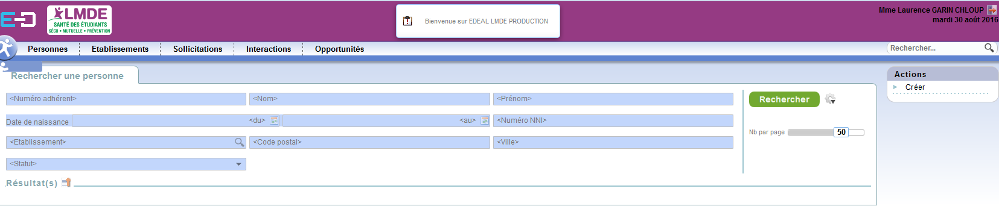 E-D
LMDE
SANTÉ DES ÉTUDIANTS
SÉCU • MUTUELLE • PRÉVENTION
Bienvenue sur EDEAL LMDE PRODUCTION
Mme Laurence GARIN CHLOUP
mardi 30 août 2016
Personnes Etablissements Sollicitations Interactions Opportunités
Rechercher...
Rechercher une personne
<Numéro adhérent> <Nom> <Prénom>
Rechercher
Date de naissance <du> <au> <Numéro NNI>
Nb par page 50
<Etablissement> <Code postal> <Ville>
<Statut>
Résultat(s)
Actions
Créer